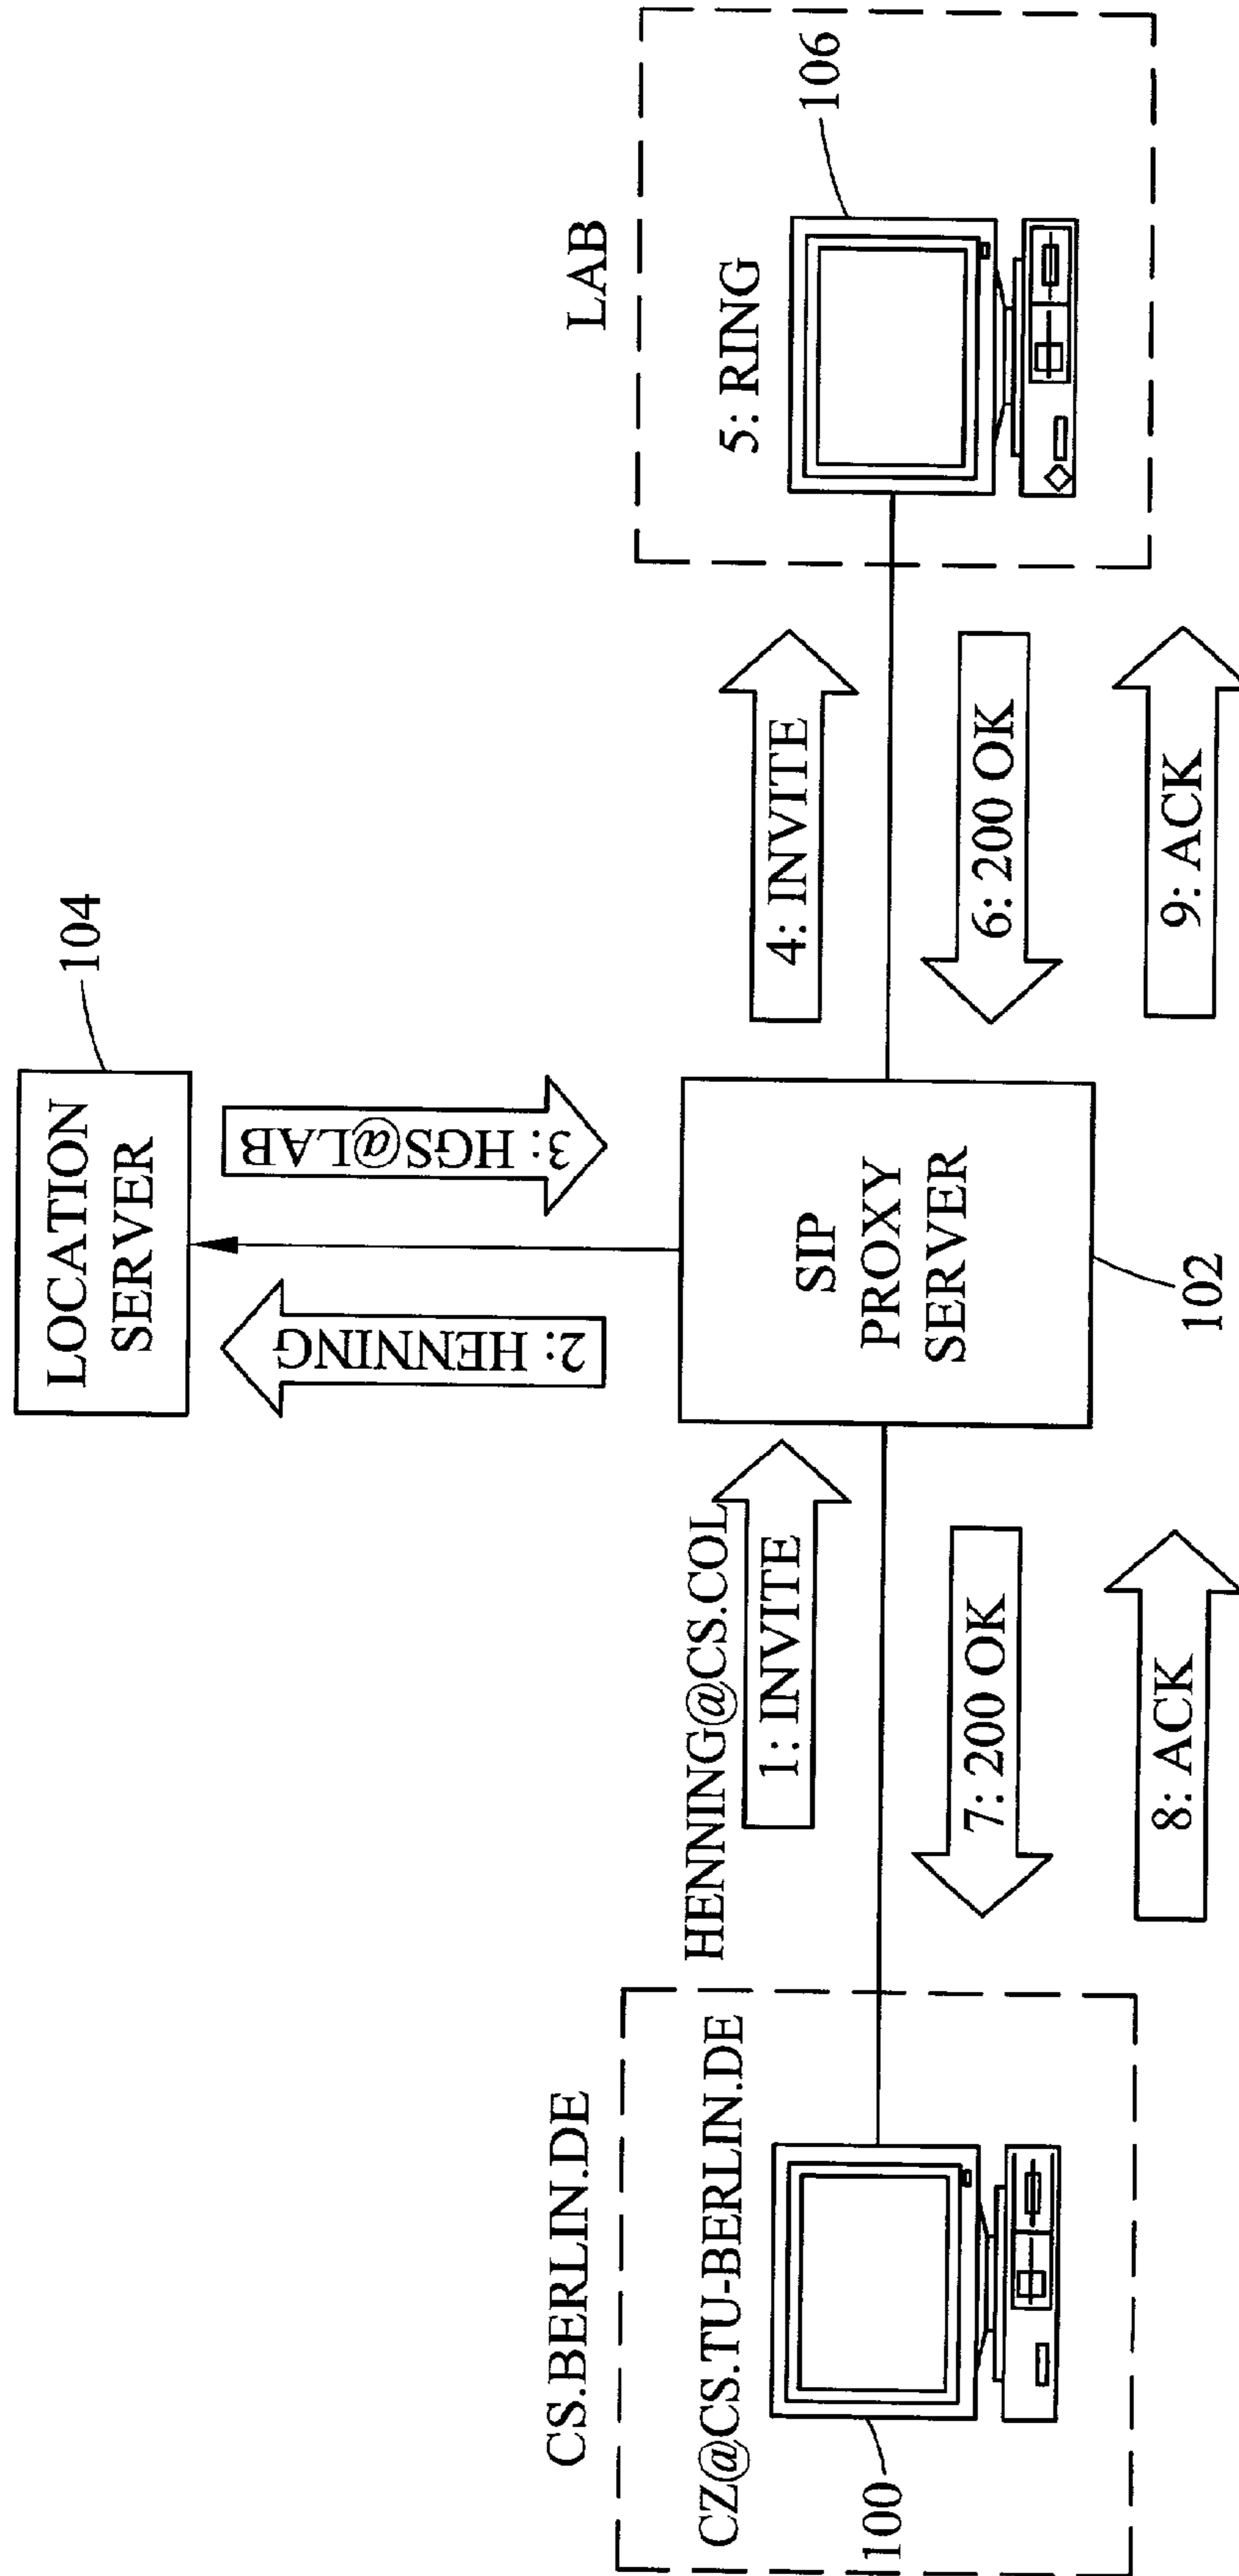 LOCATION
SERVER
104
2: HENNING
3: HGS@LAB
CS.BERLIN.DE
CZ@CS.TU-BERLIN.DE
100
HENNING@CS.COL
1: INVITE
7: 200 OK
8: ACK
SIP
PROXY
SERVER
102
4: INVITE
6: 200 OK
9: ACK
LAB
5: RING
106